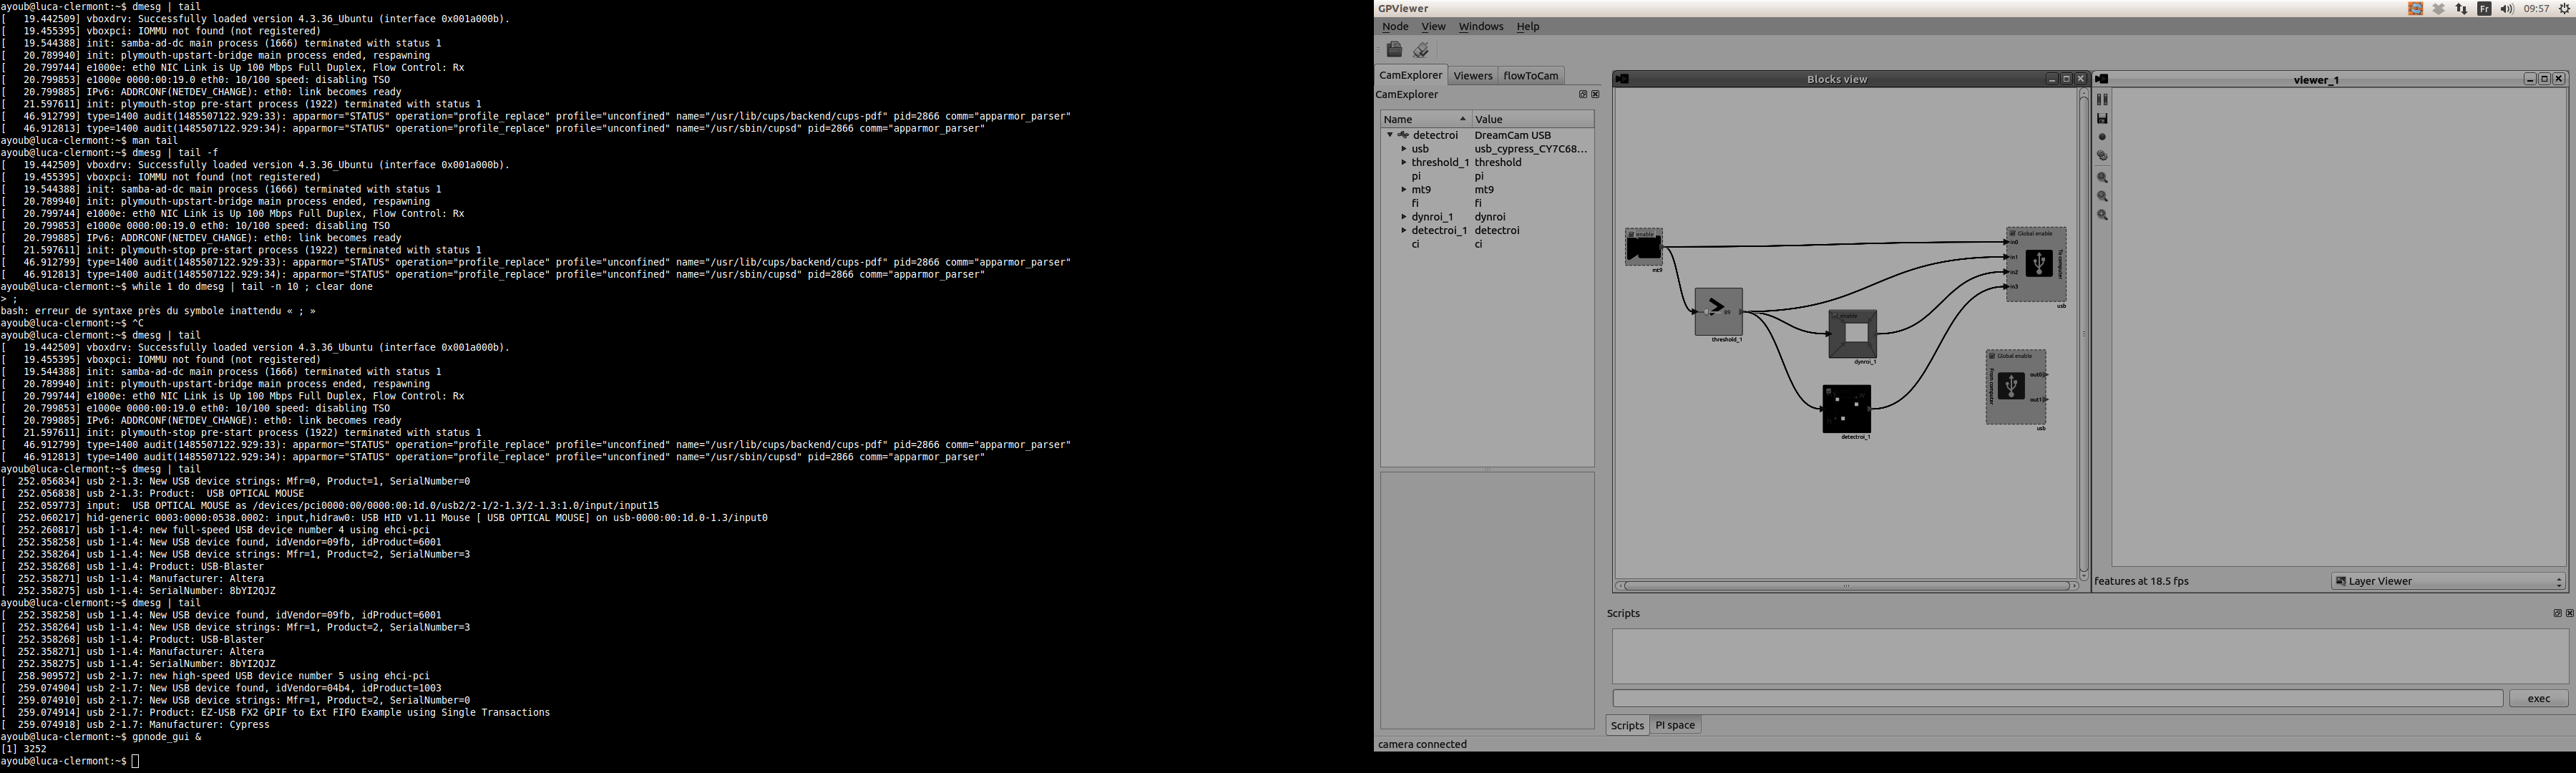 ayoub@luca-clermont:~$ dmesg | tail
[   19.442509] vboxdrv: Successfully loaded version 4.3.36_Ubuntu (interface 0x001a000b).
[   19.455395] vboxpci: IOMMU not found (not registered)
[   19.544388] init: samba-ad-dc main process (1666) terminated with status 1
[   20.789940] init: plymouth-upstart-bridge main process ended, respawning
[   20.799744] e1000e: eth0 NIC Link is Up 100 Mbps Full Duplex, Flow Control: Rx
[   20.799853] e1000e 0000:00:19.0 eth0: 10/100 speed: disabling TSO
[   20.799885] IPv6: ADDRCONF(NETDEV_CHANGE): eth0: link becomes ready
[   21.597611] init: plymouth-stop pre-start process (1922) terminated with status 1
[   46.912799] type=1400 audit(1485507122.929:33): apparmor="STATUS" operation="profile_replace" profile="unconfined" name="/usr/lib/cups/backend/cups-pdf" pid=2866 comm="apparmor_parser"
[   46.912813] type=1400 audit(1485507122.929:34): apparmor="STATUS" operation="profile_replace" profile="unconfined" name="/usr/sbin/cupsd" pid=2866 comm="apparmor_parser"
ayoub@luca-clermont:~$ man tail
ayoub@luca-clermont:~$ dmesg | tail -f
[   19.442509] vboxdrv: Successfully loaded version 4.3.36_Ubuntu (interface 0x001a000b).
[   19.455395] vboxpci: IOMMU not found (not registered)
[   19.544388] init: samba-ad-dc main process (1666) terminated with status 1
[   20.789940] init: plymouth-upstart-bridge main process ended, respawning
[   20.799744] e1000e: eth0 NIC Link is Up 100 Mbps Full Duplex, Flow Control: Rx
[   20.799853] e1000e 0000:00:19.0 eth0: 10/100 speed: disabling TSO
[   20.799885] IPv6: ADDRCONF(NETDEV_CHANGE): eth0: link becomes ready
[   21.597611] init: plymouth-stop pre-start process (1922) terminated with status 1
[   46.912799] type=1400 audit(1485507122.929:33): apparmor="STATUS" operation="profile_replace" profile="unconfined" name="/usr/lib/cups/backend/cups-pdf" pid=2866 comm="apparmor_parser"
[   46.912813] type=1400 audit(1485507122.929:34): apparmor="STATUS" operation="profile_replace" profile="unconfined" name="/usr/sbin/cupsd" pid=2866 comm="apparmor_parser"
ayoub@luca-clermont:~$ while 1 do dmesg | tail -n 10 ; clear done
> ;
bash: erreur de syntaxe près du symbole inattendu « ; »
ayoub@luca-clermont:~$ ^C
ayoub@luca-clermont:~$ dmesg | tail
[   19.442509] vboxdrv: Successfully loaded version 4.3.36_Ubuntu (interface 0x001a000b).
[   19.455395] vboxpci: IOMMU not found (not registered)
[   19.544388] init: samba-ad-dc main process (1666) terminated with status 1
[   20.789940] init: plymouth-upstart-bridge main process ended, respawning
[   20.799744] e1000e: eth0 NIC Link is Up 100 Mbps Full Duplex, Flow Control: Rx
[   20.799853] e1000e 0000:00:19.0 eth0: 10/100 speed: disabling TSO
[   20.799885] IPv6: ADDRCONF(NETDEV_CHANGE): eth0: link becomes ready
[   21.597611] init: plymouth-stop pre-start process (1922) terminated with status 1
[   46.912799] type=1400 audit(1485507122.929:33): apparmor="STATUS" operation="profile_replace" profile="unconfined" name="/usr/lib/cups/backend/cups-pdf" pid=2866 comm="apparmor_parser"
[   46.912813] type=1400 audit(1485507122.929:34): apparmor="STATUS" operation="profile_replace" profile="unconfined" name="/usr/sbin/cupsd" pid=2866 comm="apparmor_parser"
ayoub@luca-clermont:~$ dmesg | tail
[  252.056834] usb 2-1.3: New USB device strings: Mfr=0, Product=1, SerialNumber=0
[  252.056838] usb 2-1.3: Product:  USB OPTICAL MOUSE
[  252.059773] input:  USB OPTICAL MOUSE as /devices/pci0000:00/0000:00:1d.0/usb2/2-1/2-1.3/2-1.3:1.0/input/input15
[  252.060217] hid-generic 0003:0000:0538.0002: input,hidraw0: USB HID v1.11 Mouse [ USB OPTICAL MOUSE] on usb-0000:00:1d.0-1.3/input0
[  252.260817] usb 1-1.4: new full-speed USB device number 4 using ehci-pci
[  252.358258] usb 1-1.4: New USB device found, idVendor=09fb, idProduct=6001
[  252.358264] usb 1-1.4: New USB device strings: Mfr=1, Product=2, SerialNumber=3
[  252.358268] usb 1-1.4: Product: USB-Blaster
[  252.358271] usb 1-1.4: Manufacturer: Altera
[  252.358275] usb 1-1.4: SerialNumber: 8bYI2QJZ
ayoub@luca-clermont:~$ dmesg | tail
[  252.358258] usb 1-1.4: New USB device found, idVendor=09fb, idProduct=6001
[  252.358264] usb 1-1.4: New USB device strings: Mfr=1, Product=2, SerialNumber=3
[  252.358268] usb 1-1.4: Product: USB-Blaster
[  252.358271] usb 1-1.4: Manufacturer: Altera
[  252.358275] usb 1-1.4: SerialNumber: 8bYI2QJZ
[  258.909572] usb 2-1.7: new high-speed USB device number 5 using ehci-pci
[  259.074904] usb 2-1.7: New USB device found, idVendor=04b4, idProduct=1003
[  259.074910] usb 2-1.7: New USB device strings: Mfr=1, Product=2, SerialNumber=0
[  259.074914] usb 2-1.7: Product: EZ-USB FX2 GPIF to Ext FIFO Example using Single Transactions
[  259.074918] usb 2-1.7: Manufacturer: Cypress
ayoub@luca-clermont:~$ gpnode_gui &
[1] 3252
ayoub@luca-clermont:~$
GPViewer
Fr
09:57
Node View Windows Help
CamExplorer Viewers flowToCam
CamExplorer
Name Value
detectroi DreamCam USB
usb usb_cypress_CY7C68...
threshold_1 threshold
pi pi
mt9 mt9
fi fi
dynroi_1 dynroi
detectroi_1 detectroi
ci ci
Blocks view
enable
mt9
89
threshold_1
enable
dynroi_1
detectroi_1
Global enable
in0
in1
in2
in3
To computer
usb
Global enable
From computer
out0
out1
usb
viewer_1
features at 18.5 fps
Layer Viewer
Scripts
exec
Scripts PI space
camera connected